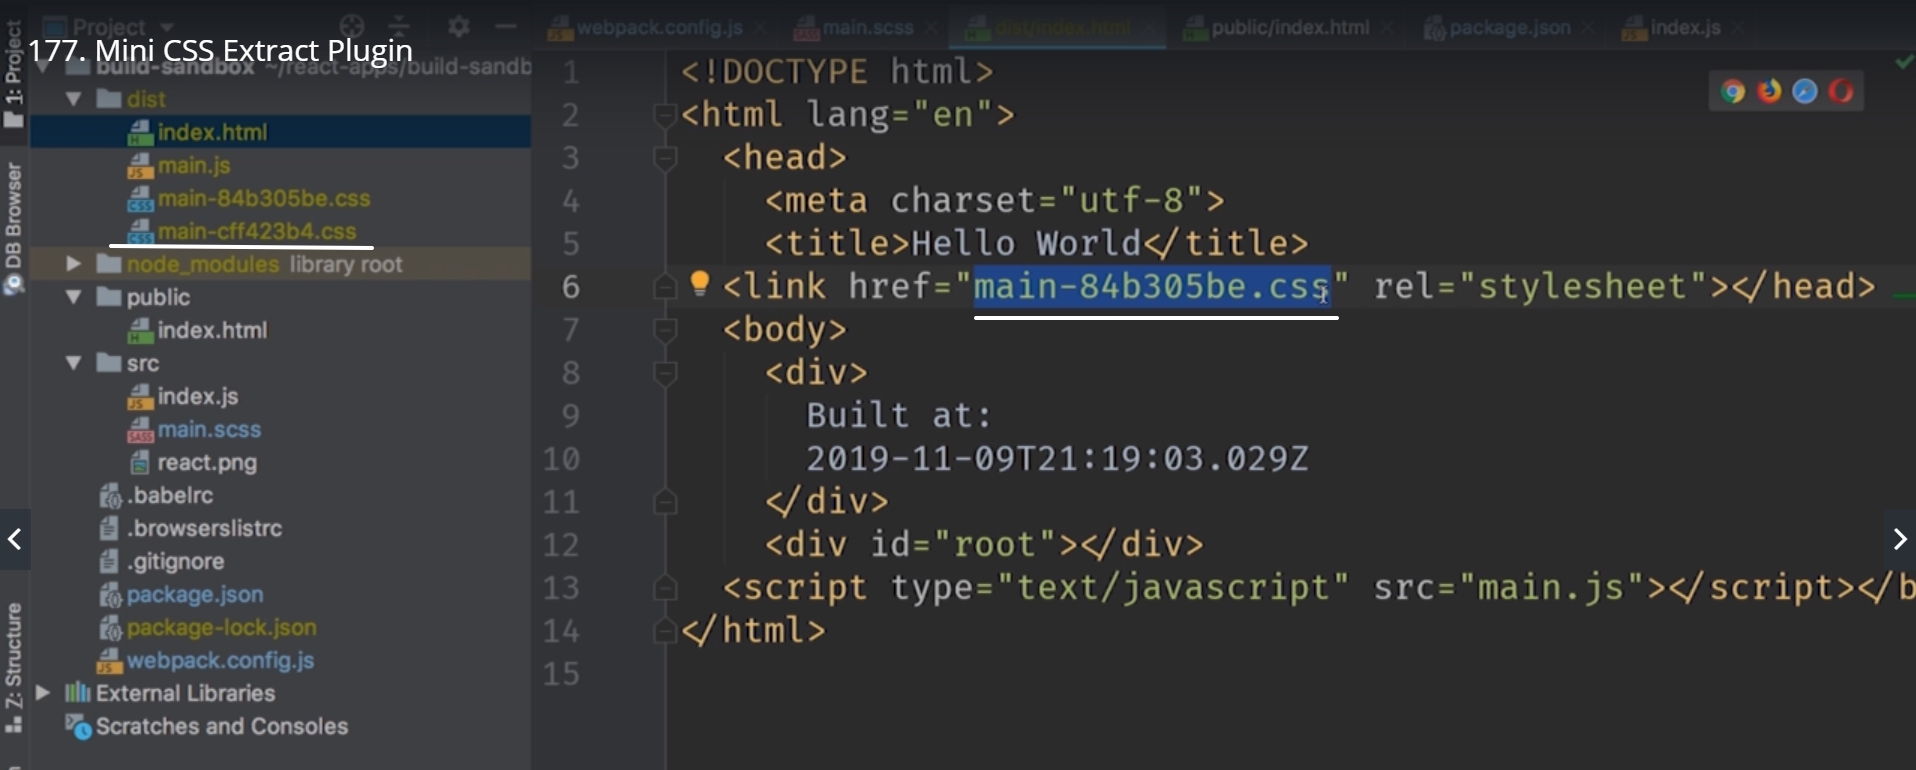 Project
177. Mini CSS Extract Plugin
build-sandbox ~/react-apps/build-sandb
dist
index.html
main.js
main-84b305be.css
main-cff423b4.css
node_modules library root
public
index.html
src
index.js
main.scss
react.png
.babelrc
.browserslistrc
.gitignore
package.json
package-lock.json
webpack.config.js
External Libraries
Scratches and Consoles
1: Project
DB Browser
Z: Structure
webpack.config.js
main.scss
dist/index.html
public/index.html
package.json
index.js
1 <!DOCTYPE html>
2 <html lang="en">
3 <head>
4 <meta charset="utf-8">
5 <title>Hello World</title>
6 <link href="main-84b305be.css" rel="stylesheet"></head>
7 <body>
8 <div>
9 Built at:
10 2019-11-09T21:19:03.029Z
11 </div>
12 <div id="root"></div>
13 <script type="text/javascript" src="main.js"></script></b
14 </html>
15